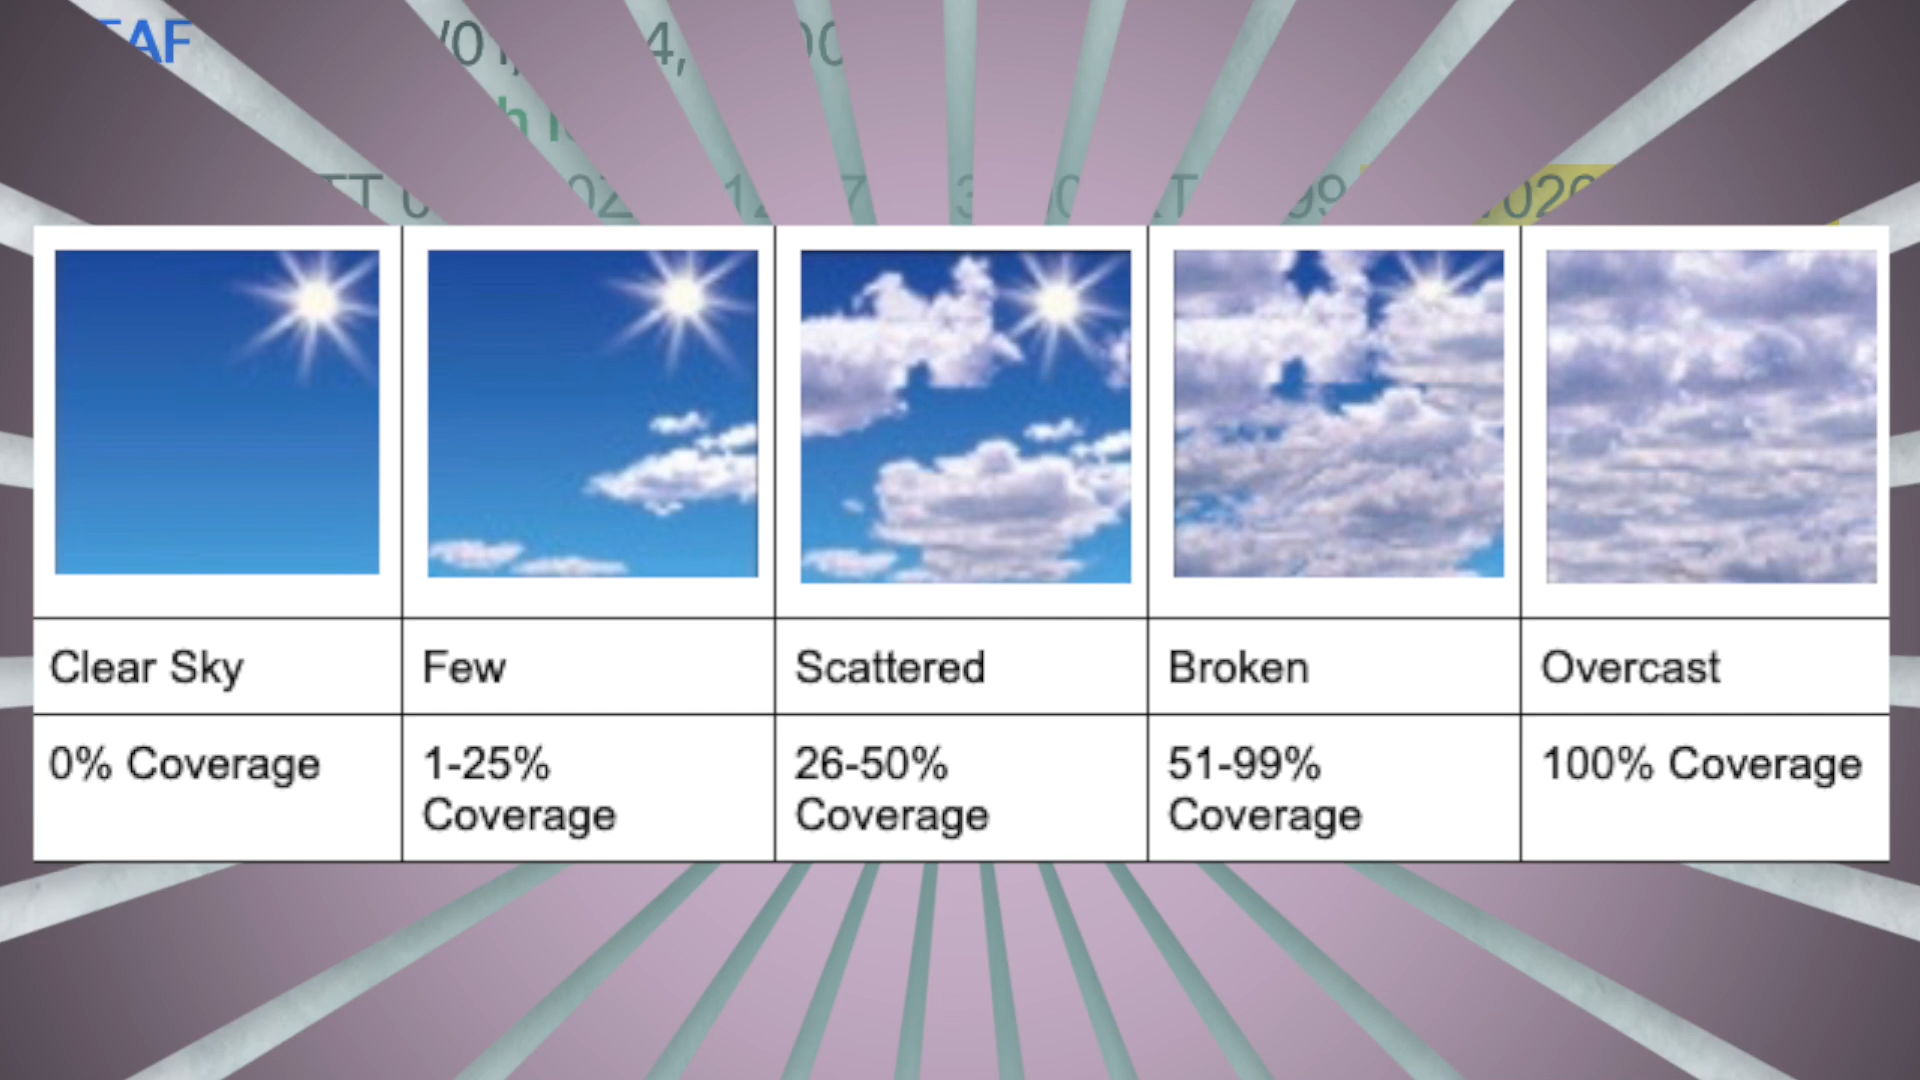 Clear Sky
Few
Scattered
Broken
Overcast
0% Coverage
1-25%
Coverage
26-50%
Coverage
51-99%
Coverage
100% Coverage